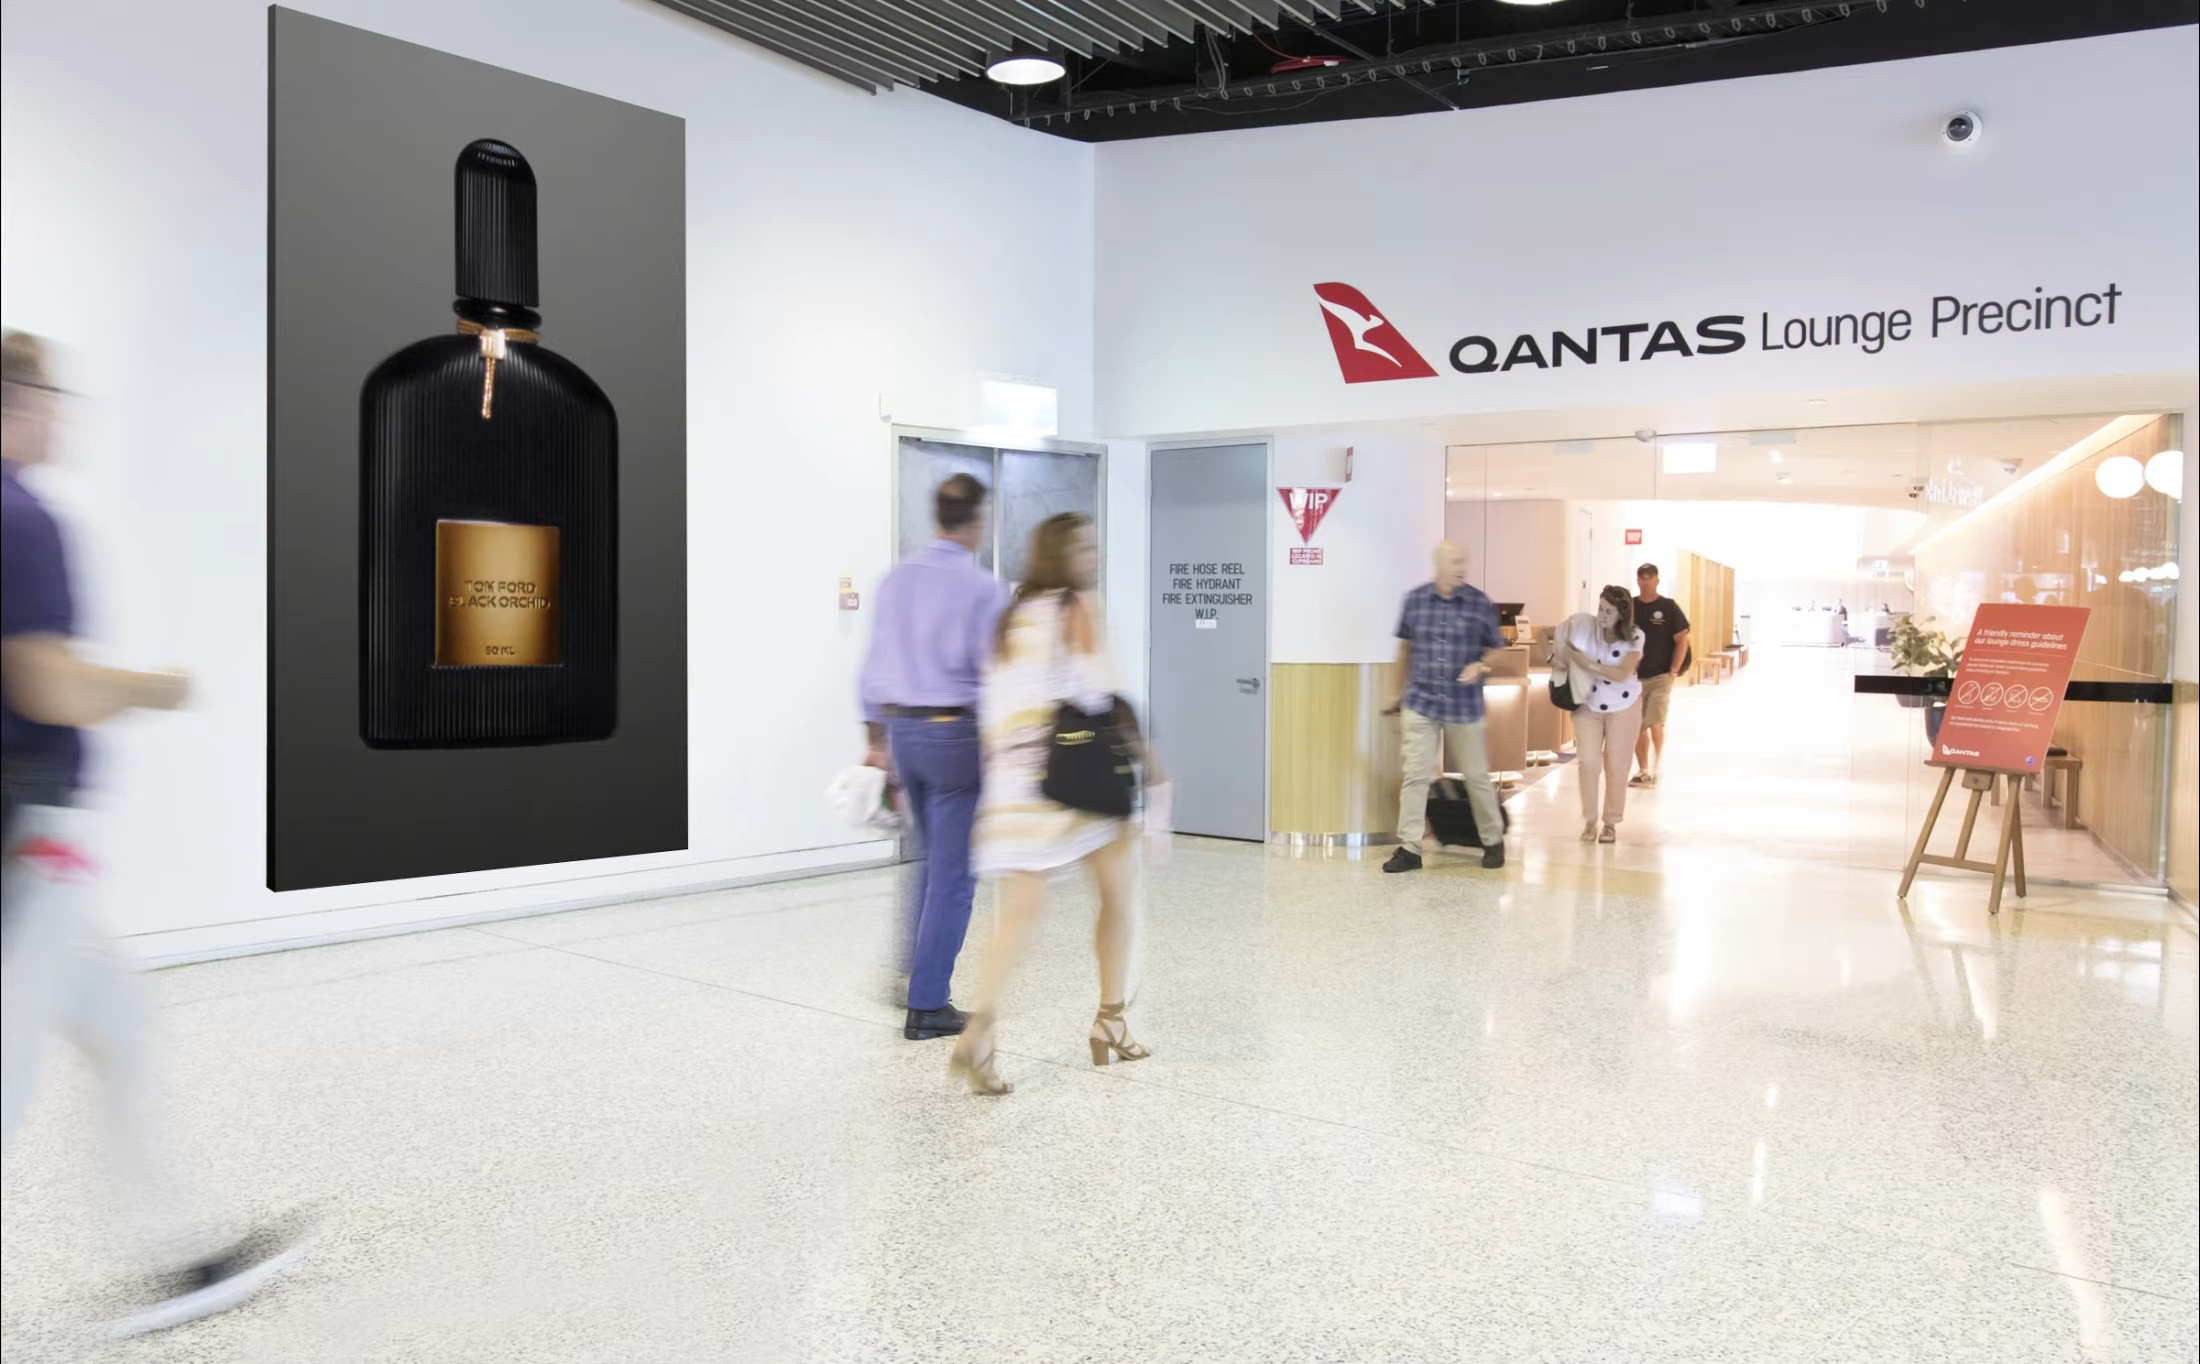 TOM FORD
BLACK ORCHID
50 ML
QANTAS Lounge Precinct
WIP
FIRE HOSE REEL
FIRE HYDRANT
FIRE EXTINGUISHER
W.I.P.
A friendly reminder about
our lounge dress guidelines
QANTAS